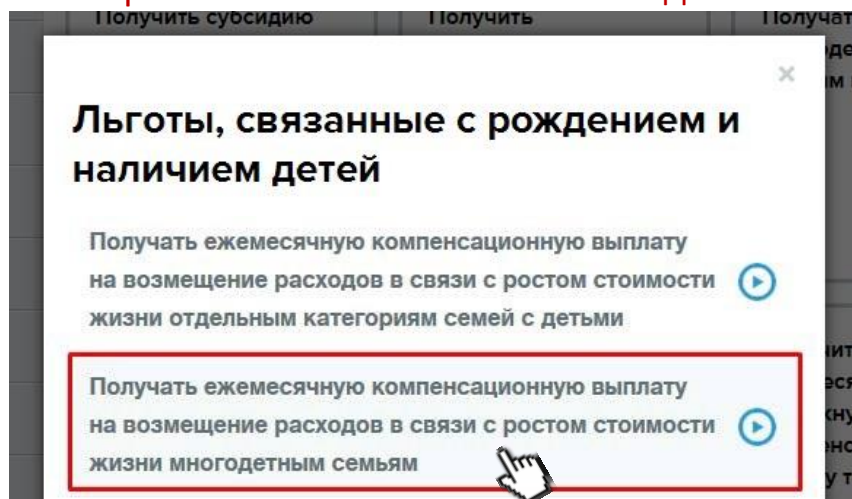 Получить субсидию
Получить
Получат
×
Льготы, связанные с рождением и
наличием детей
Получать ежемесячную компенсационную выплату
на возмещение расходов в связи с ростом стоимости
жизни отдельным категориям семей с детьми
Получать ежемесячную компенсационную выплату
на возмещение расходов в связи с ростом стоимости
жизни многодетным семьям